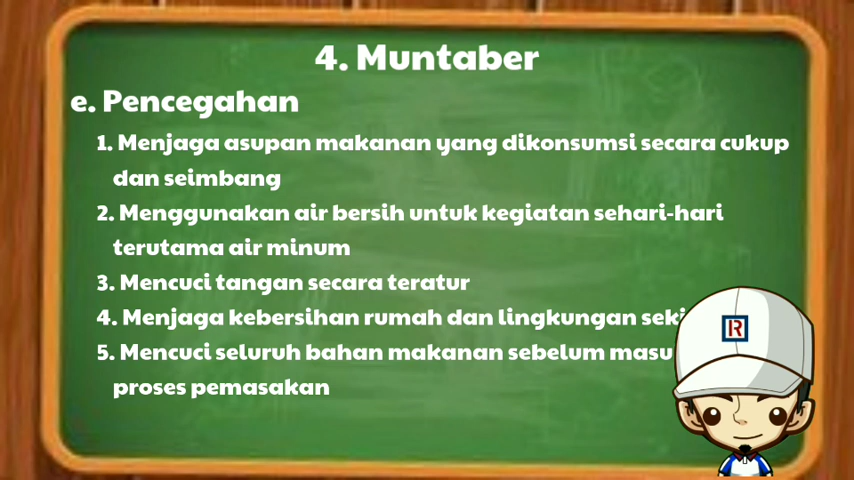 4. Muntaber
e. Pencegahan
1. Menjaga asupan makanan yang dikonsumsi secara cukup
dan seimbang
2. Menggunakan air bersih untuk kegiatan sehari-hari
terutama air minum
3. Mencuci tangan secara teratur
4. Menjaga kebersihan rumah dan lingkungan
5. Mencuci seluruh bahan makanan sebelum
proses pemasakan